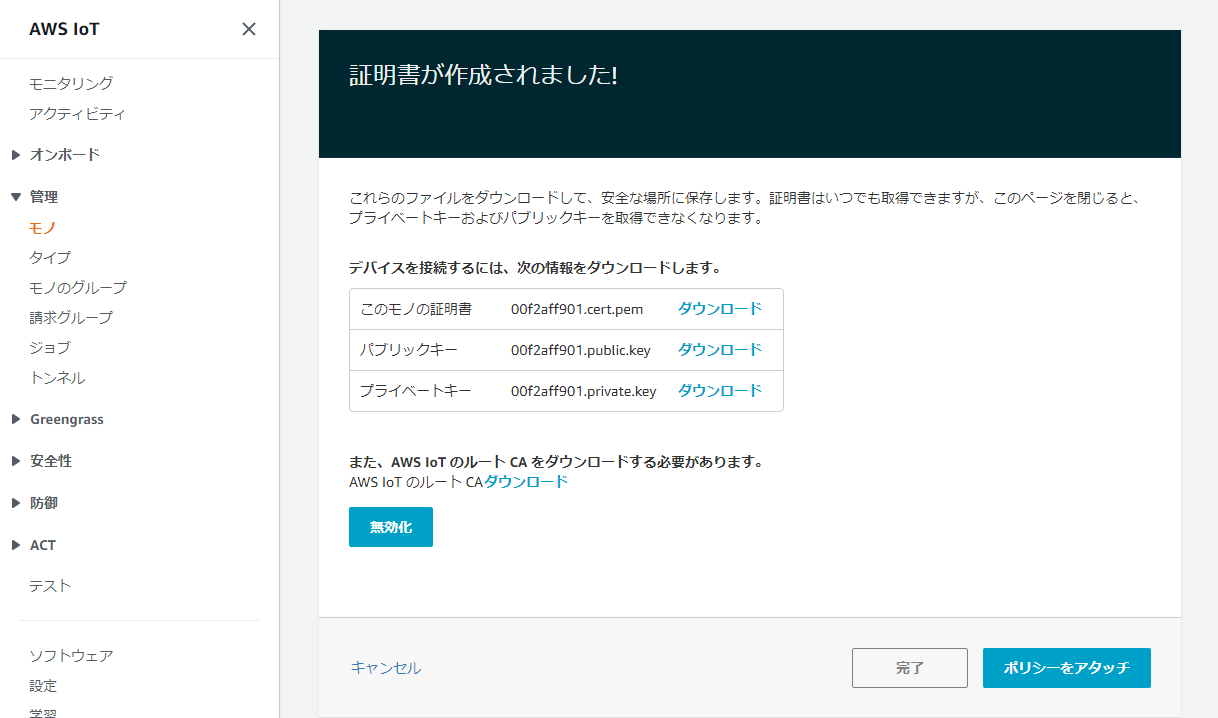 AWS IoT
モニタリング
アクティビティ
オンボード
管理
モノ
タイプ
モノのグループ
請求グループ
ジョブ
トンネル
Greengrass
安全性
防御
ACT
テスト
ソフトウェア
設定
学習
証明書が作成されました!
これらのファイルをダウンロードして、安全な場所に保存します。証明書はいつでも取得できますが、このページを閉じると、
プライベートキーおよびパブリックキーを取得できなくなります。
デバイスを接続するには、次の情報をダウンロードします。
このモノの証明書 00f2aff901.cert.pem ダウンロード
パブリックキー 00f2aff901.public.key ダウンロード
プライベートキー 00f2aff901.private.key ダウンロード
また、AWS IoT のルート CA をダウンロードする必要があります。
AWS IoT のルート CAダウンロード
無効化
キャンセル 完了 ポリシーをアタッチ